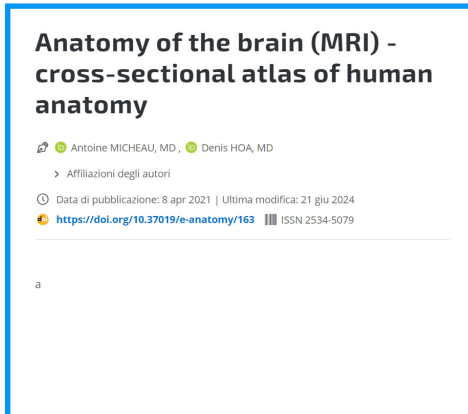 Anatomy of the brain (MRI) -
cross-sectional atlas of human
anatomy
Antoine MICHEAU, MD , Denis HOA, MD
Affiliazioni degli autori
Data di pubblicazione: 8 apr 2021 | Ultima modifica: 21 giu 2024
https://doi.org/10.37019/e-anatomy/163 ISSN 2534-5079
a